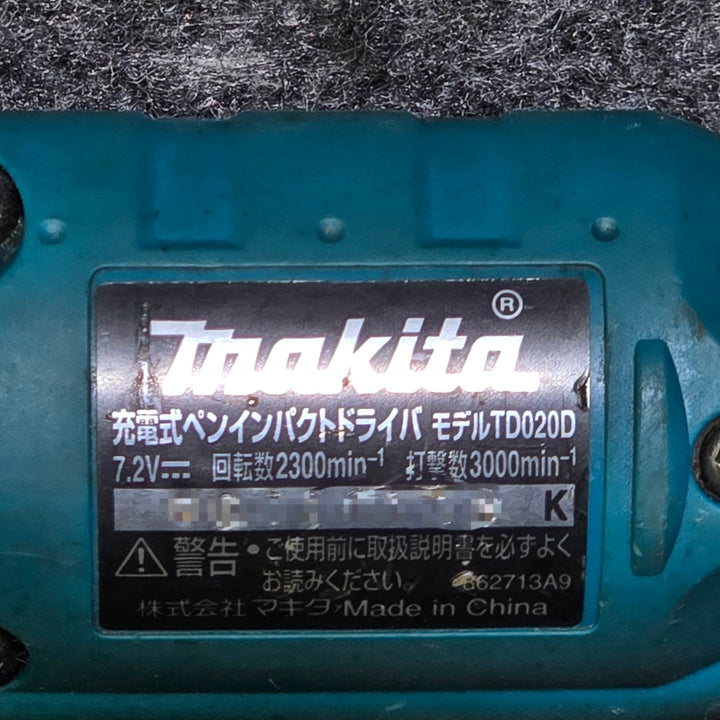 makita®
充電式ペンインパクトドライバ モデルTD020D
7.2V⎓ 回転数2300min⁻¹ 打撃数3000min⁻¹
K
⚠警告・ご使用前に取扱説明書を必ずよく
お読みください。 862713A9
株式会社マキタ Made in China